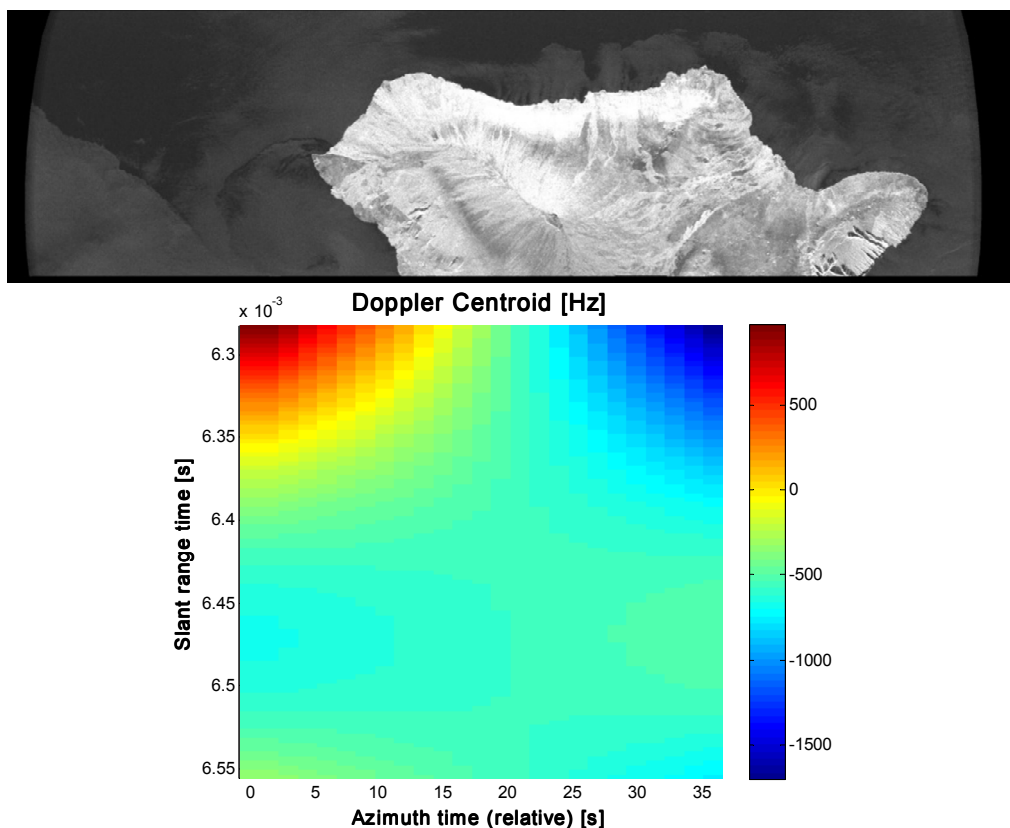 Doppler Centroid [Hz]
x 10⁻³
6.3
6.35
6.4
6.45
6.5
6.55
Slant range time [s]
0 5 10 15 20 25 30 35
Azimuth time (relative) [s]
500
0
-500
-1000
-1500